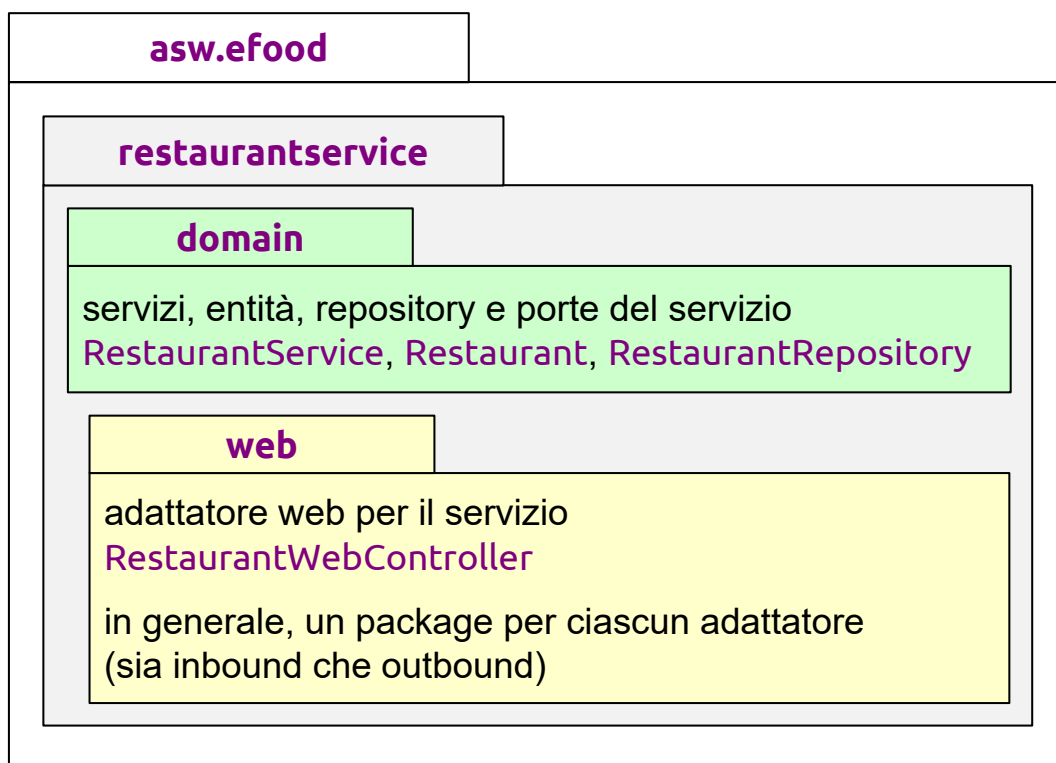 asw.efood
restaurantservice
domain
servizi, entità, repository e porte del servizio
RestaurantService, Restaurant, RestaurantRepository
web
adattatore web per il servizio
RestaurantWebController
in generale, un package per ciascun adattatore
(sia inbound che outbound)